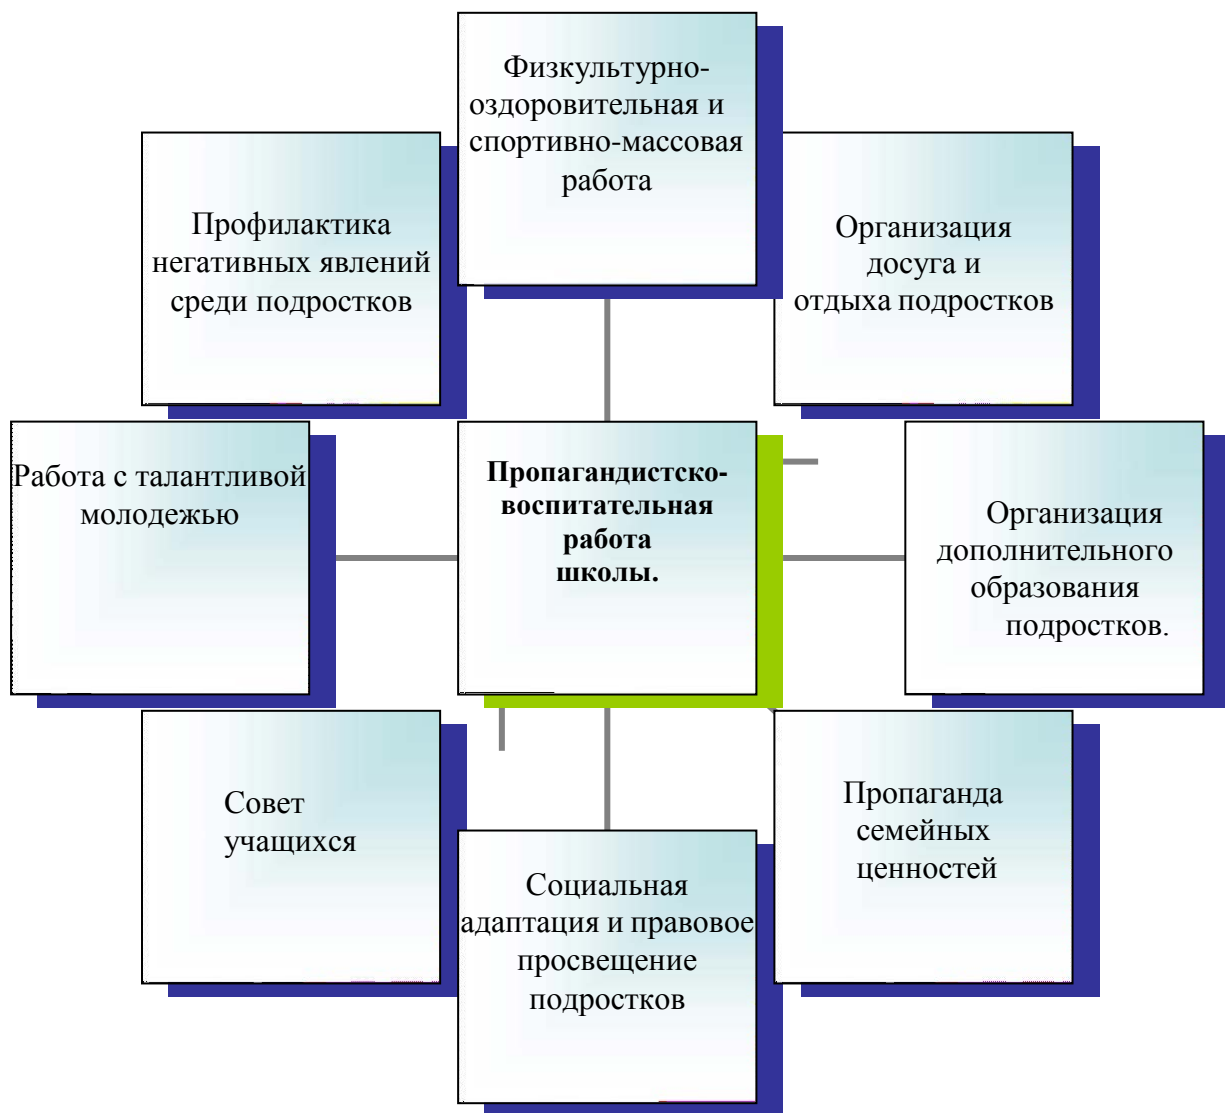 Физкультурно-
оздоровительная и
спортивно-массовая
работа
Профилактика
негативных явлений
среди подростков
Организация
досуга и
отдыха подростков
Работа с талантливой
молодежью
Пропагандистско-
воспитательная
работа
школы.
Организация
дополнительного
образования
подростков.
Совет
учащихся
Социальная
адаптация и правовое
просвещение
подростков
Пропаганда
семейных
ценностей